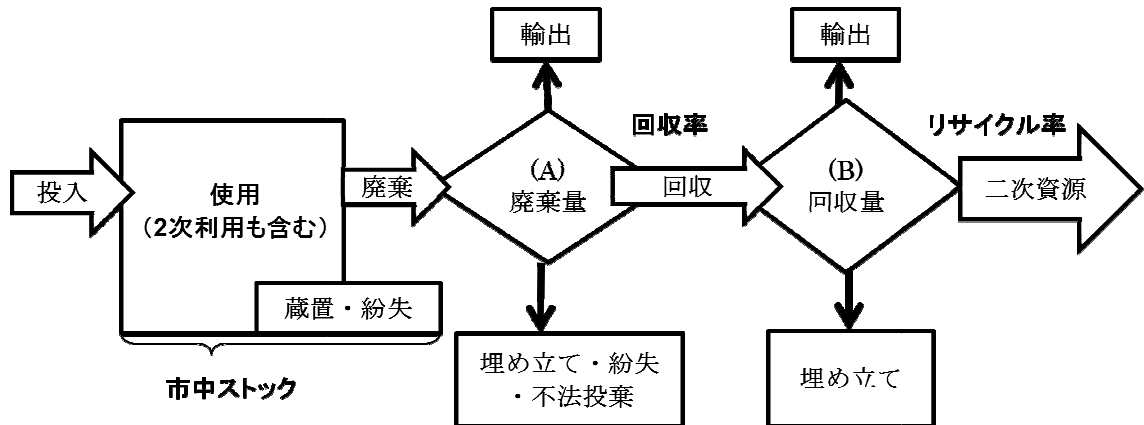 輸出
輸出
回収率
リサイクル率
投入
使用
（2次利用も含む）
廃棄
(A)
廃棄量
回収
(B)
回収量
二次資源
蔵置・紛失
市中ストック
埋め立て・紛失
・不法投棄
埋め立て